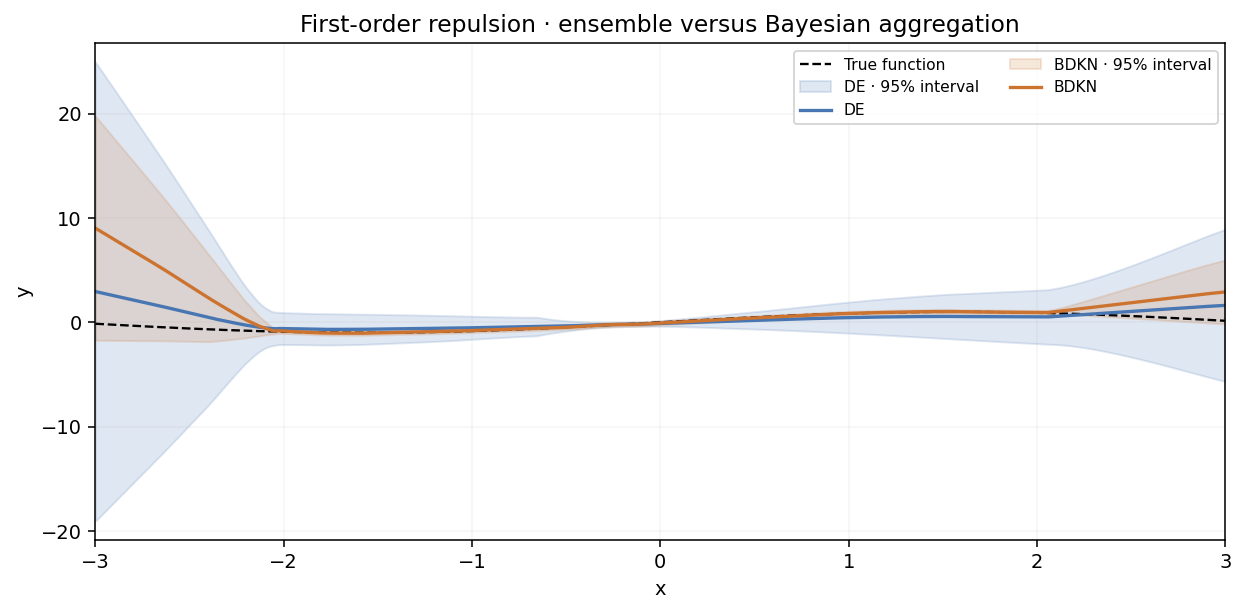 First-order repulsion · ensemble versus Bayesian aggregation
True function
DE · 95% interval
DE
BDKN · 95% interval
BDKN
20
10
0
−10
−20
y
−3
−2
−1
0
1
2
3
x